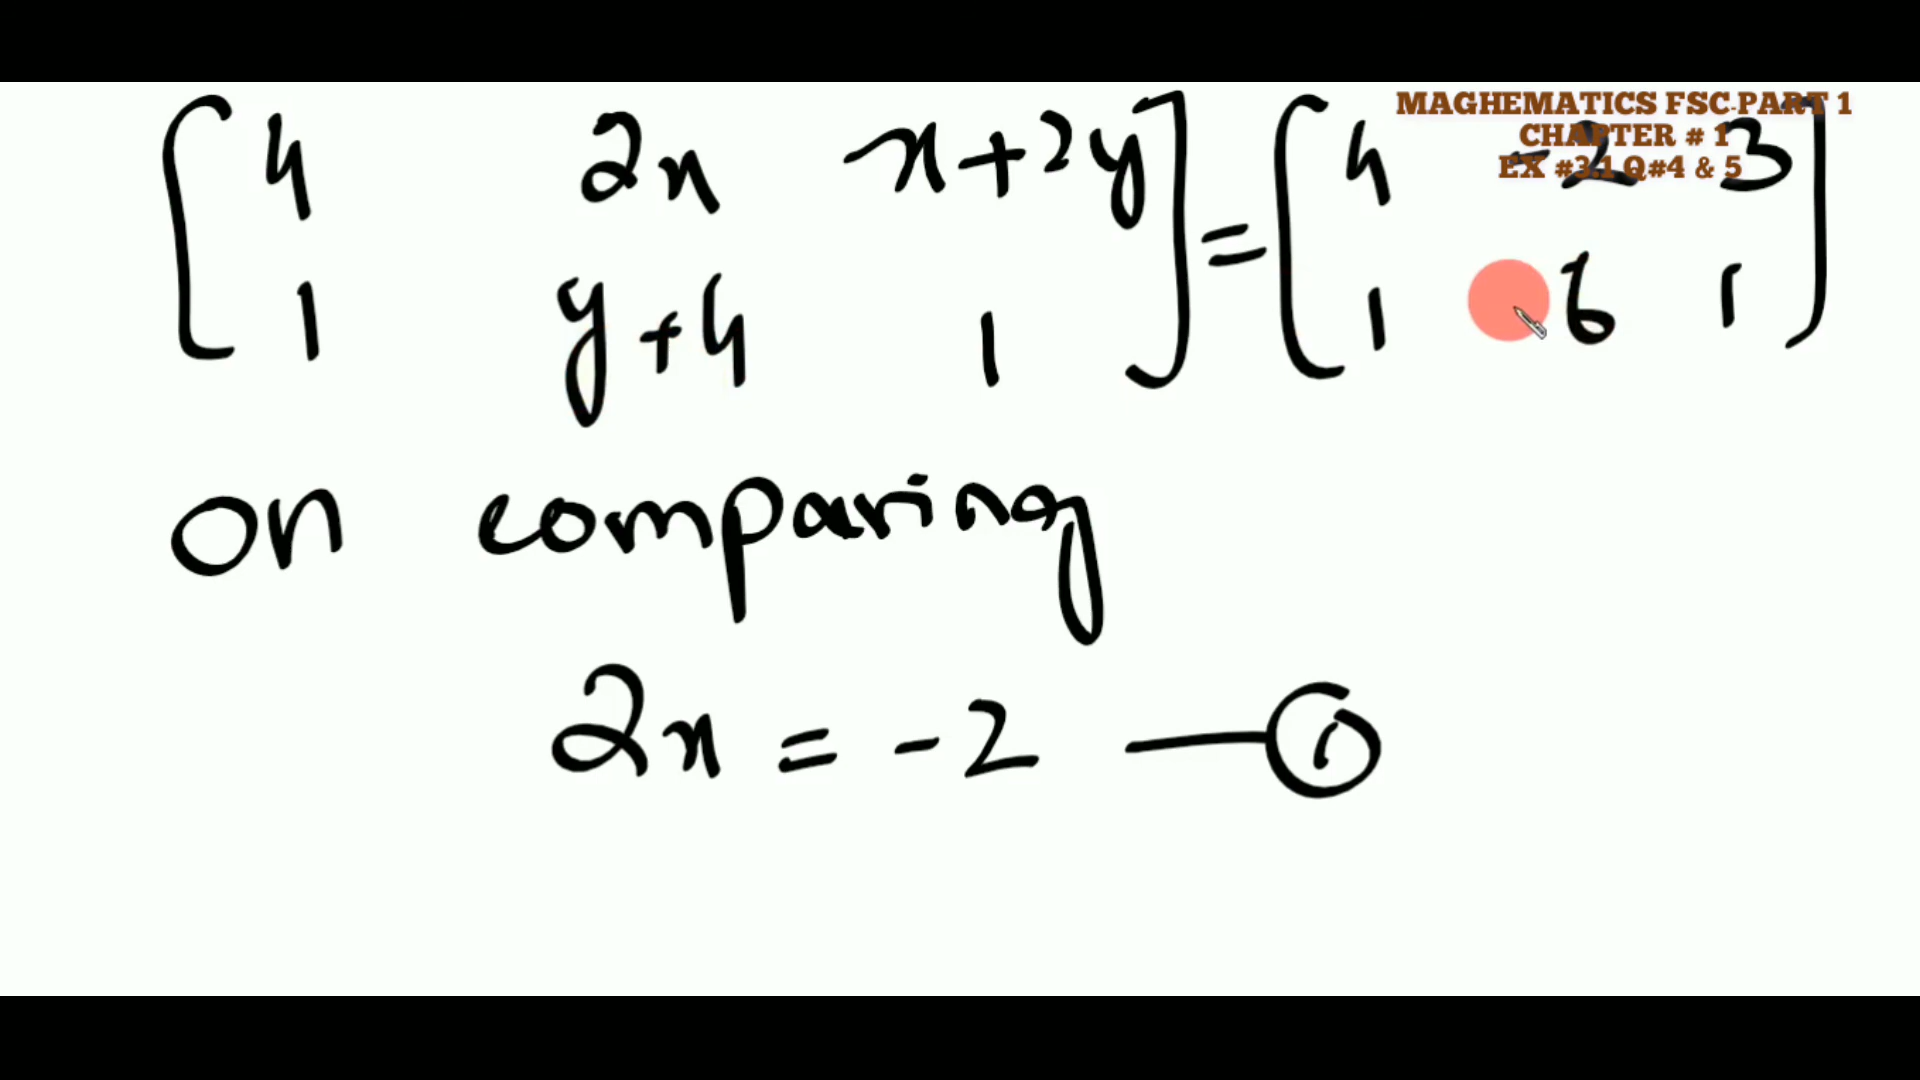 MAGHEMATICS FSC-PART 1
CHAPTER # 1
EX #3.1 Q#4 & 5
[4 2x x+2y] = [4 -2 3]
[1 y+4 1] [1 6 1]
on comparing
2x = -2 — ①